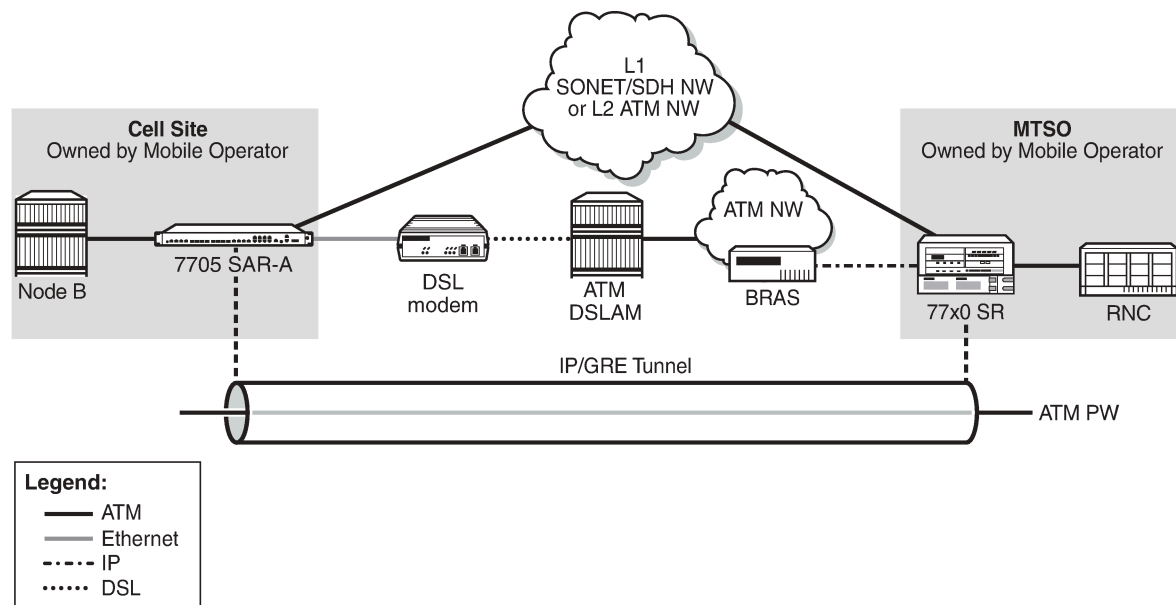 L1
SONET/SDH NW
or L2 ATM NW
Cell Site
Owned by Mobile Operator
MTSO
Owned by Mobile Operator
ATM NW
Node B
7705 SAR-A
DSL
modem
ATM
DSLAM
BRAS
77x0 SR
RNC
IP/GRE Tunnel
ATM PW
Legend:
ATM
Ethernet
IP
DSL